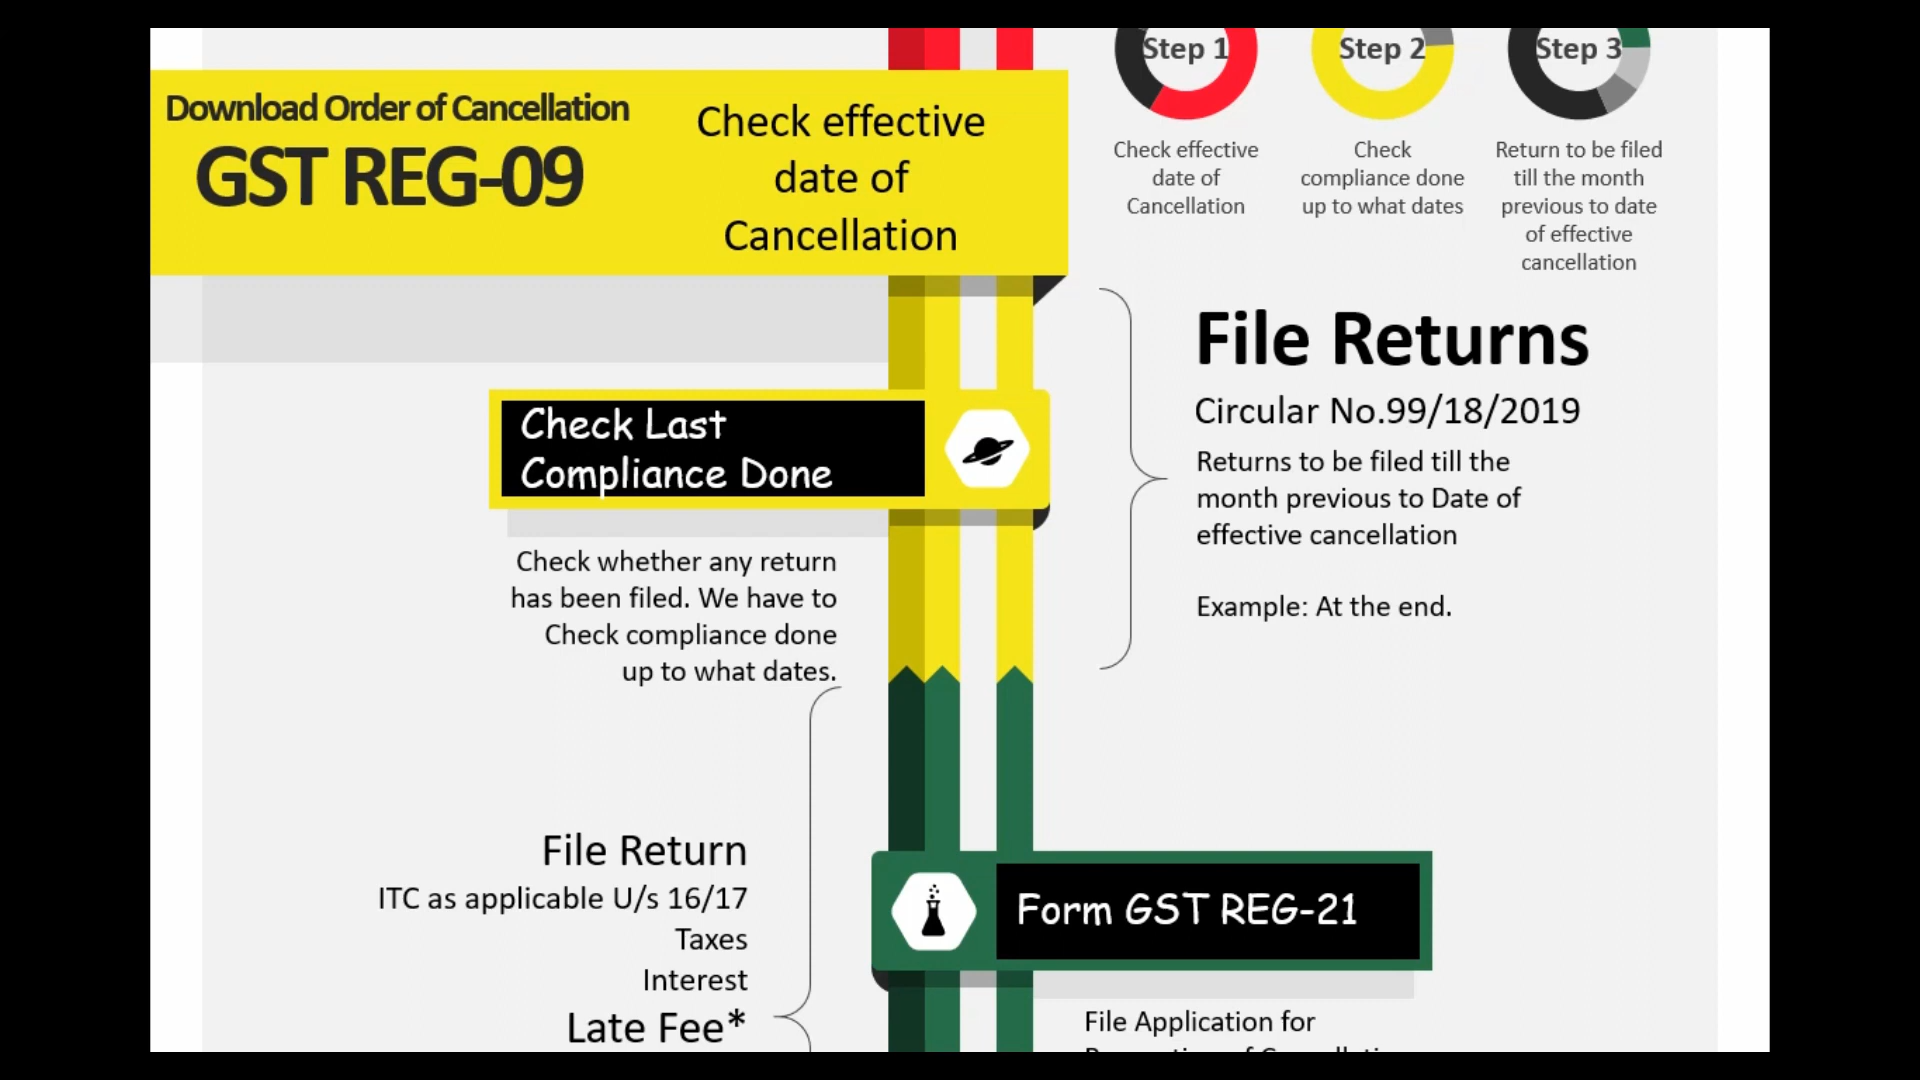 Download Order of Cancellation
GST REG-09
Check effective
date of
Cancellation
Step 1
Check effective
date of
Cancellation
Step 2
Check
compliance done
up to what dates
Step 3
Return to be filed
till the month
previous to date
of effective
cancellation
File Returns
Circular No.99/18/2019
Returns to be filed till the
month previous to Date of
effective cancellation
Example: At the end.
Check Last
Compliance Done
Check whether any return
has been filed. We have to
Check compliance done
up to what dates.
File Return
ITC as applicable U/s 16/17
Taxes
Interest
Late Fee*
Form GST REG-21
File Application for